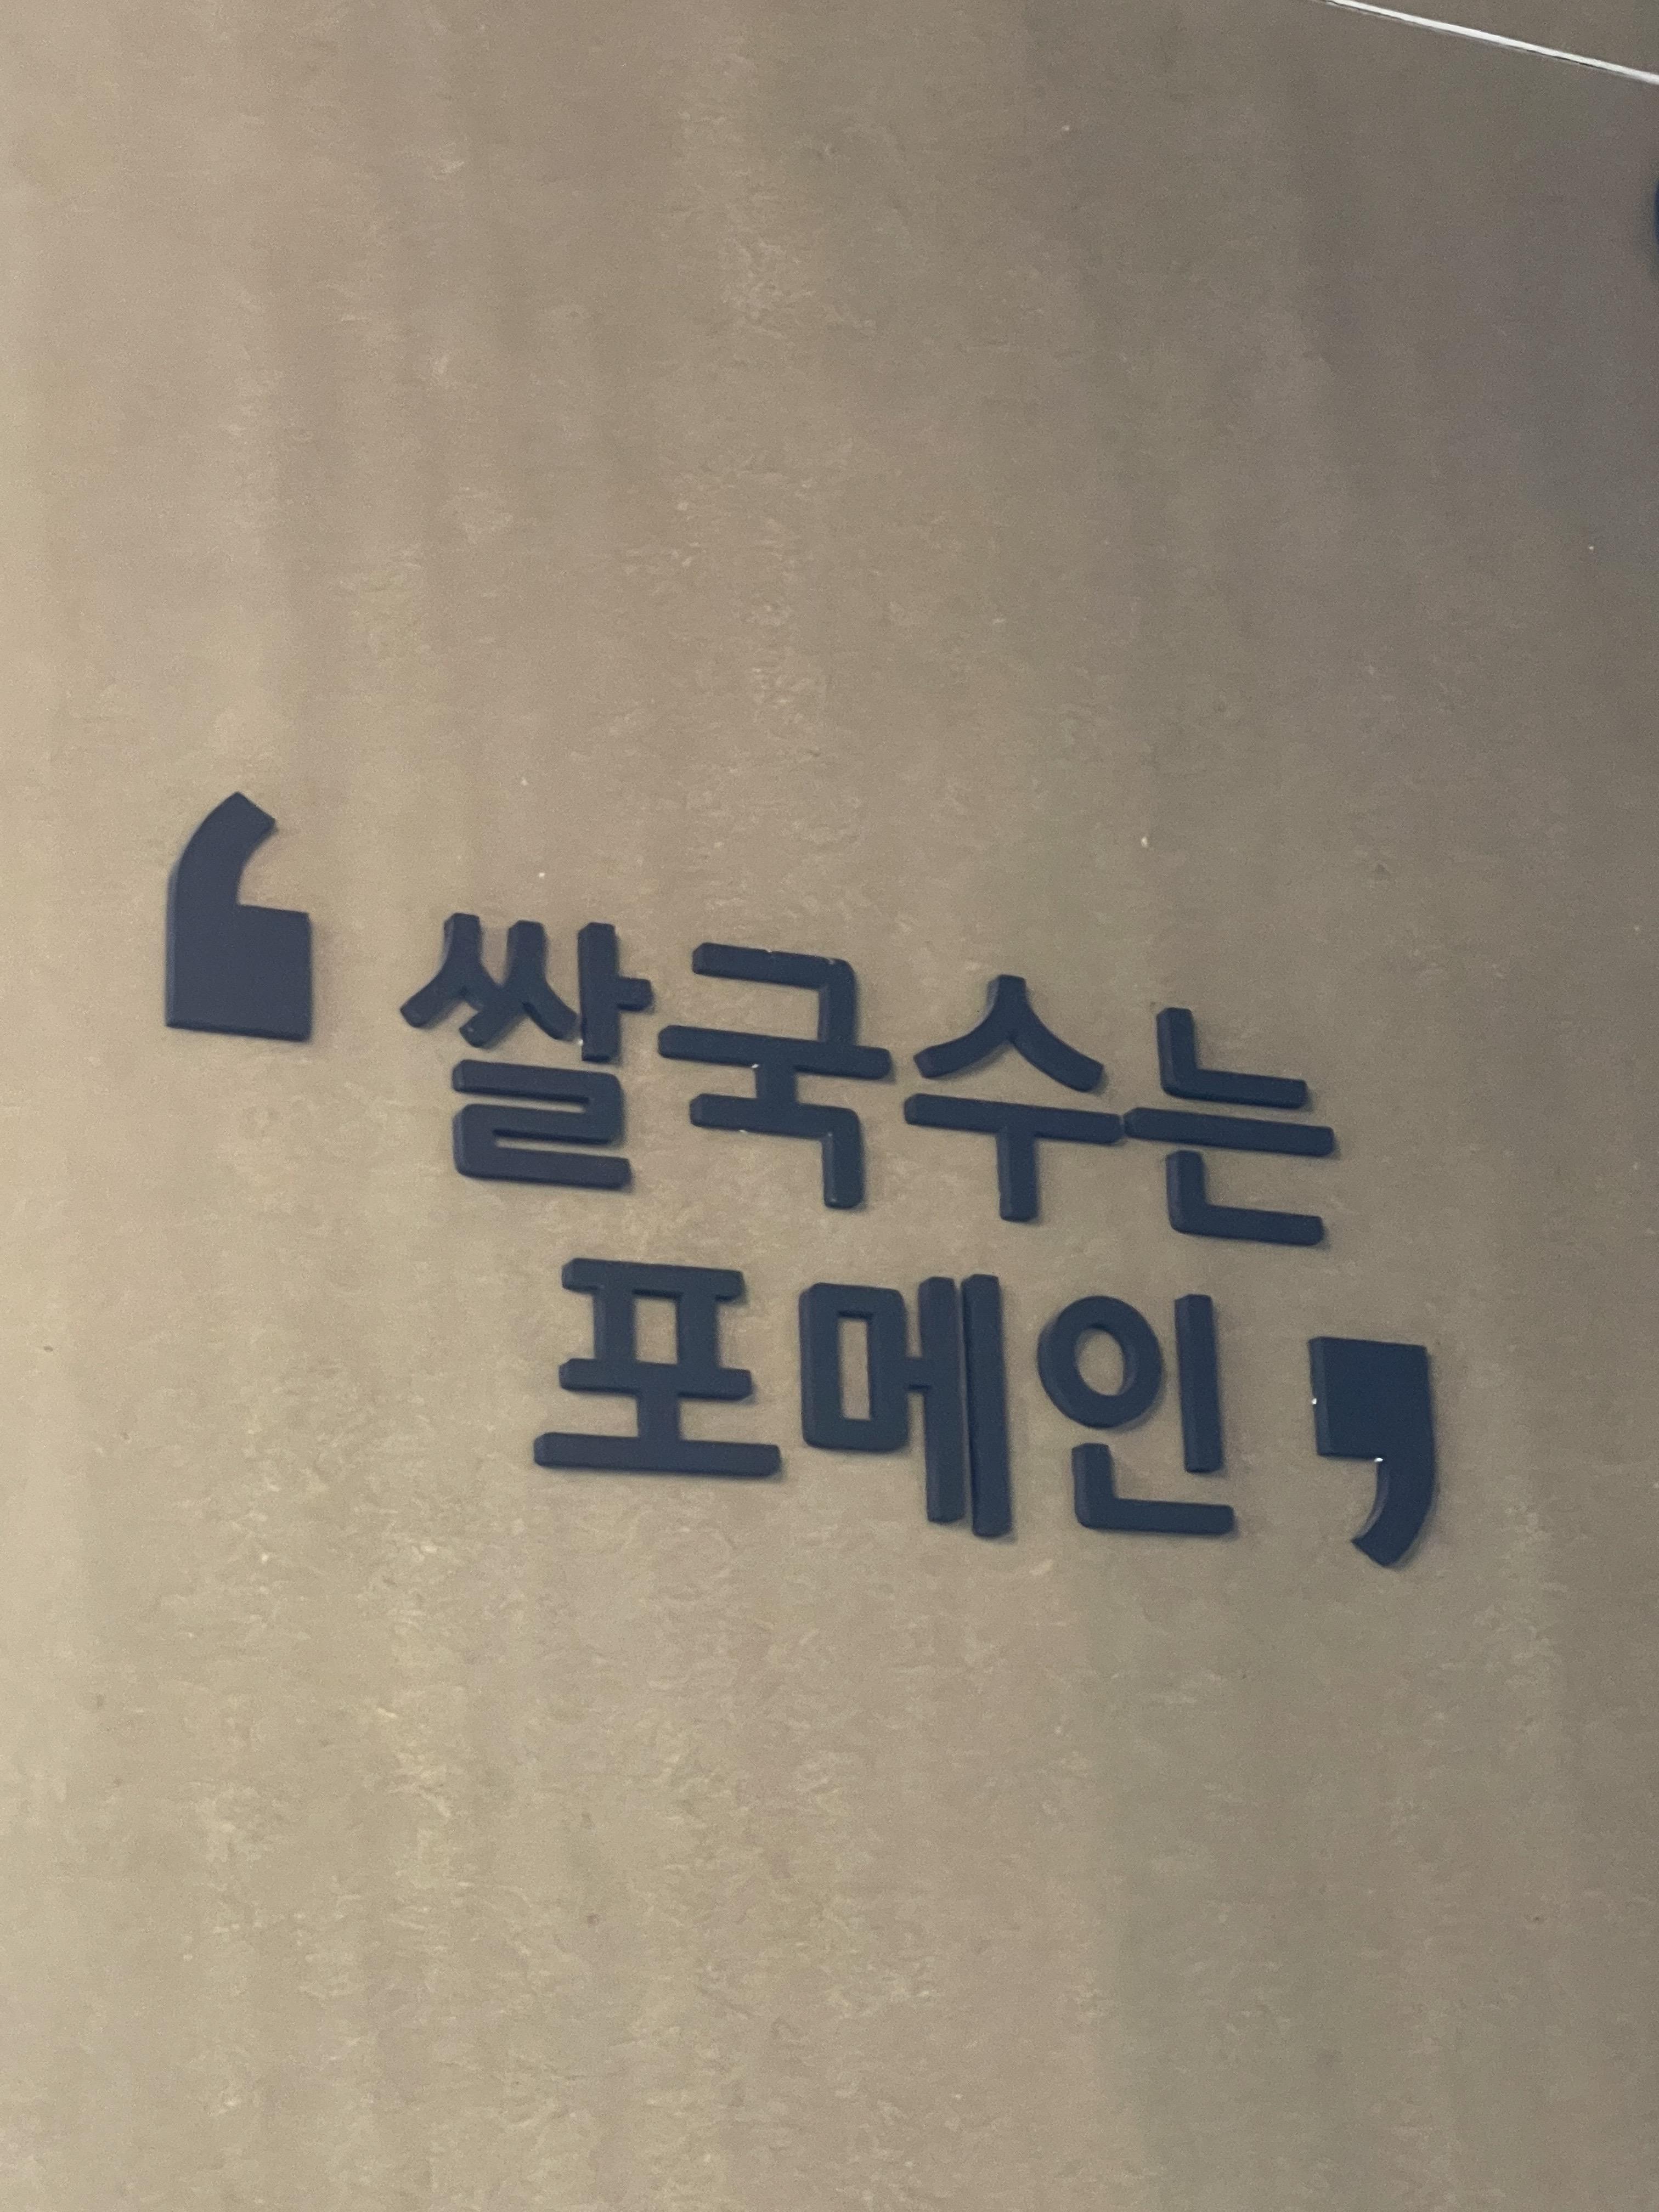 ‘ 쌀국수는
포메인 ’